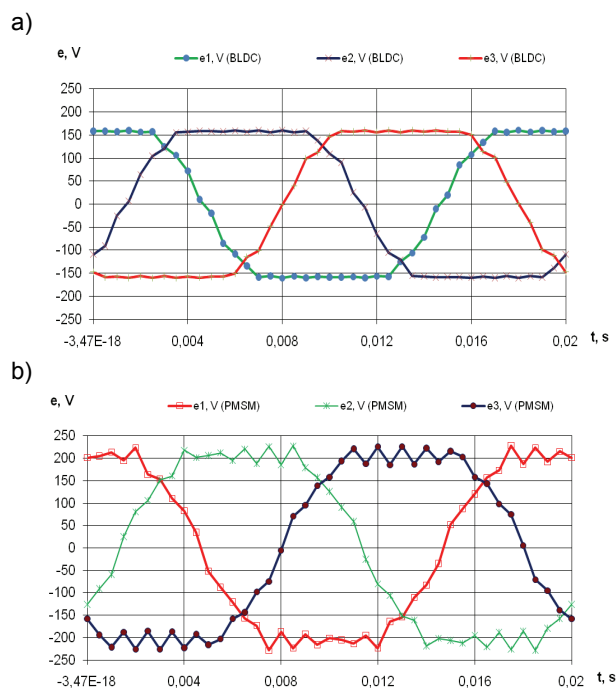 a)
e, V
e1, V (BLDC) e2, V (BLDC) e3, V (BLDC)
250
200
150
100
50
0
-50
-100
-150
-200
-250
-3,47E-18 0,004 0,008 0,012 0,016 0,02
t, s
b)
e, V
e1, V (PMSM) e2, V (PMSM) e3, V (PMSM)
250
200
150
100
50
0
-50
-100
-150
-200
-250
-3,47E-18 0,004 0,008 0,012 0,016 0,02
t, s